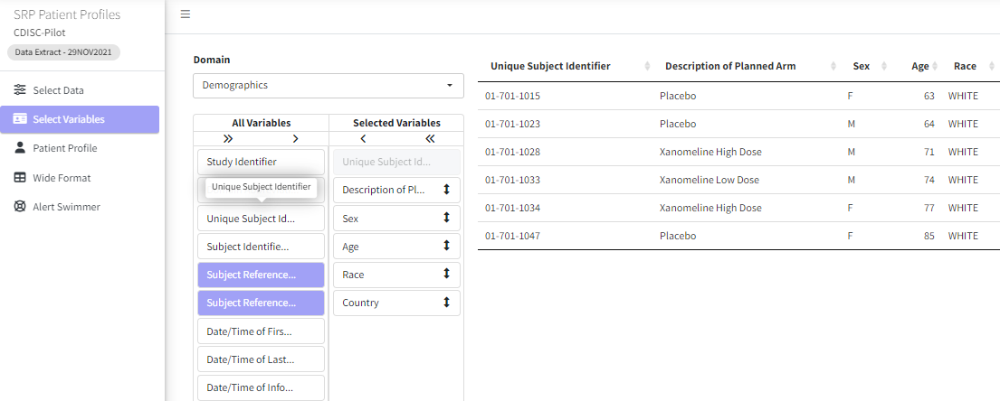 SRP Patient Profiles
CDISC-Pilot
Data Extract - 29NOV2021
Select Data
Select Variables
Patient Profile
Wide Format
Alert Swimmer
Domain
Demographics
All Variables
Selected Variables
Study Identifier
Unique Subject Identifier
Unique Subject Id...
Subject Identifie...
Subject Reference...
Subject Reference...
Date/Time of Firs...
Date/Time of Last...
Date/Time of Info...
Unique Subject Id...
Description of Pl...
Sex
Age
Race
Country
Unique Subject Identifier Description of Planned Arm Sex Age Race
01-701-1015 Placebo F 63 WHITE
01-701-1023 Placebo M 64 WHITE
01-701-1028 Xanomeline High Dose M 71 WHITE
01-701-1033 Xanomeline Low Dose M 74 WHITE
01-701-1034 Xanomeline High Dose F 77 WHITE
01-701-1047 Placebo F 85 WHITE